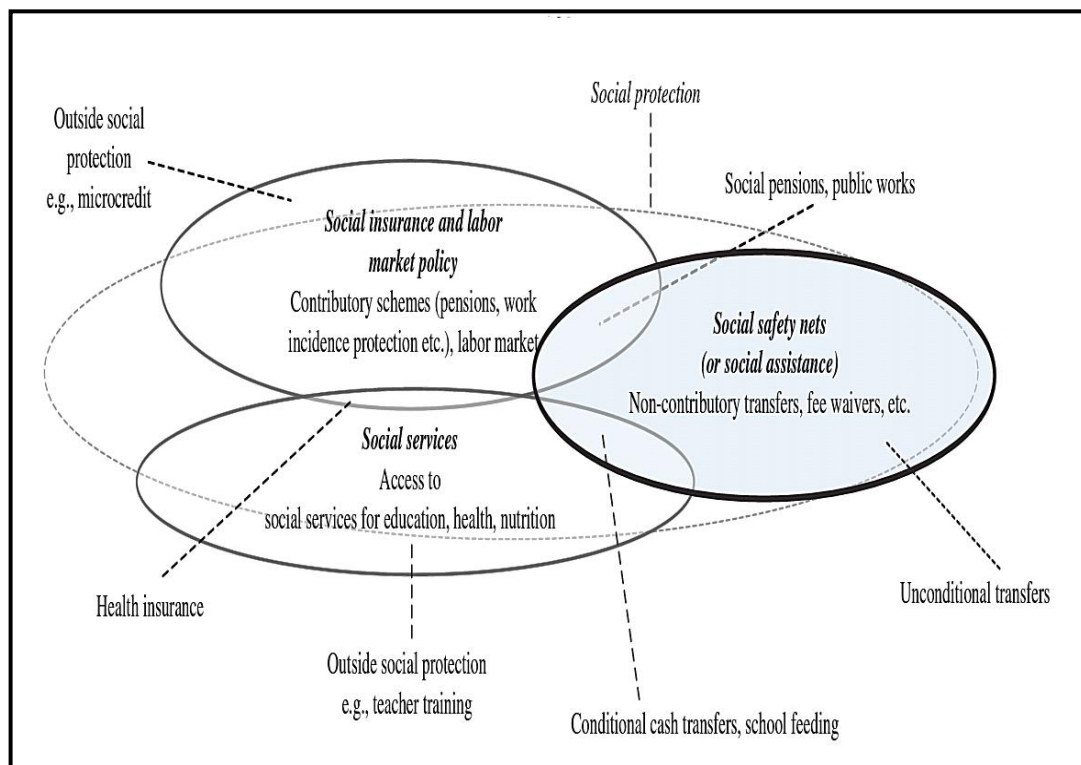 Social protection
Outside social
protection
e.g., microcredit
Social pensions, public works
Social insurance and labor
market policy
Contributory schemes (pensions, work
incidence protection etc.), labor market
Social safety nets
(or social assistance)
Non-contributory transfers, fee waivers, etc.
Social services
Access to
social services for education, health, nutrition
Health insurance
Unconditional transfers
Outside social protection
e.g., teacher training
Conditional cash transfers, school feeding